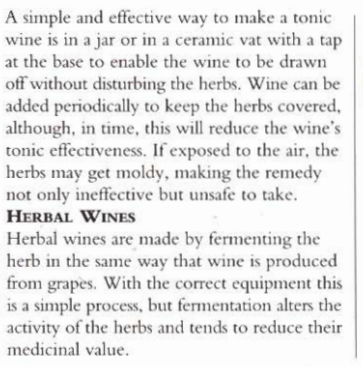 A simple and effective way to make a tonic
wine is in a jar or in a ceramic vat with a tap
at the base to enable the wine to be drawn
off without disturbing the herbs. Wine can be
added periodically to keep the herbs covered,
although, in time, this will reduce the wine's
tonic effectiveness. If exposed to the air, the
herbs may get moldy, making the remedy
not only ineffective but unsafe to take.
HERBAL WINES
Herbal wines are made by fermenting the
herb in the same way that wine is produced
from grapes. With the correct equipment this
is a simple process, but fermentation alters the
activity of the herbs and tends to reduce their
medicinal value.